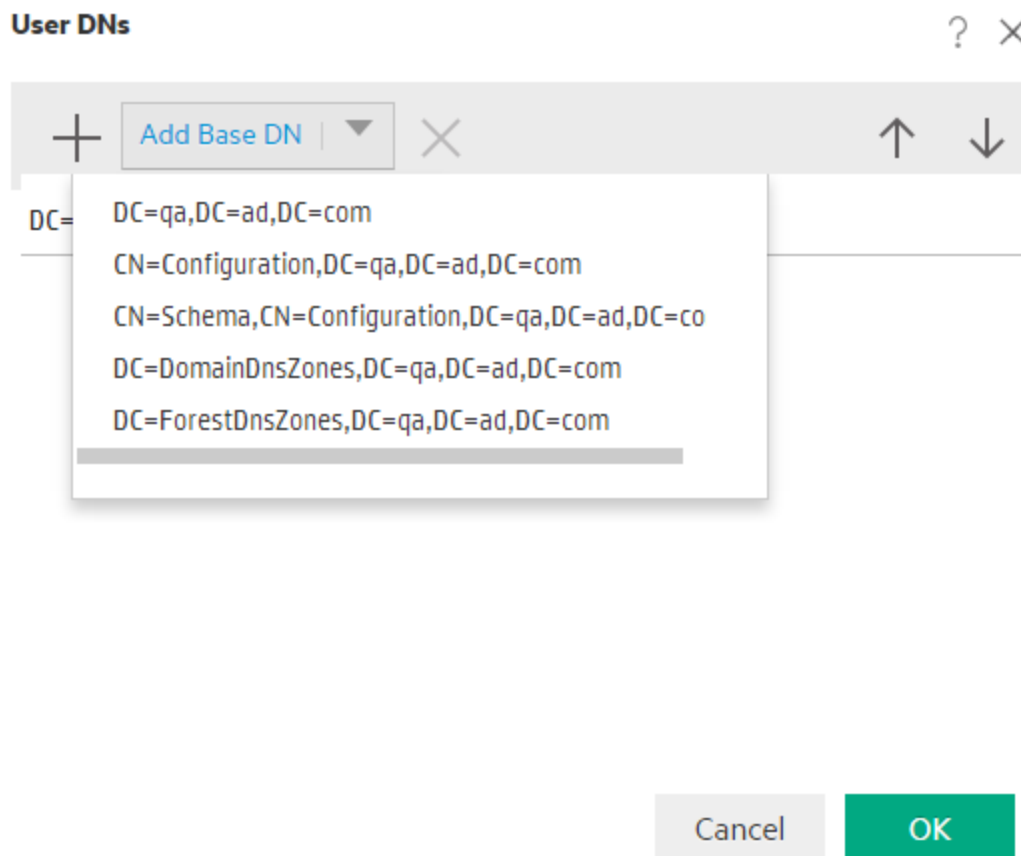 User DNs
?
Add Base DN
DC=
DC=qa,DC=ad,DC=com
CN=Configuration,DC=qa,DC=ad,DC=com
CN=Schema,CN=Configuration,DC=qa,DC=ad,DC=co
DC=DomainDnsZones,DC=qa,DC=ad,DC=com
DC=ForestDnsZones,DC=qa,DC=ad,DC=com
Cancel OK